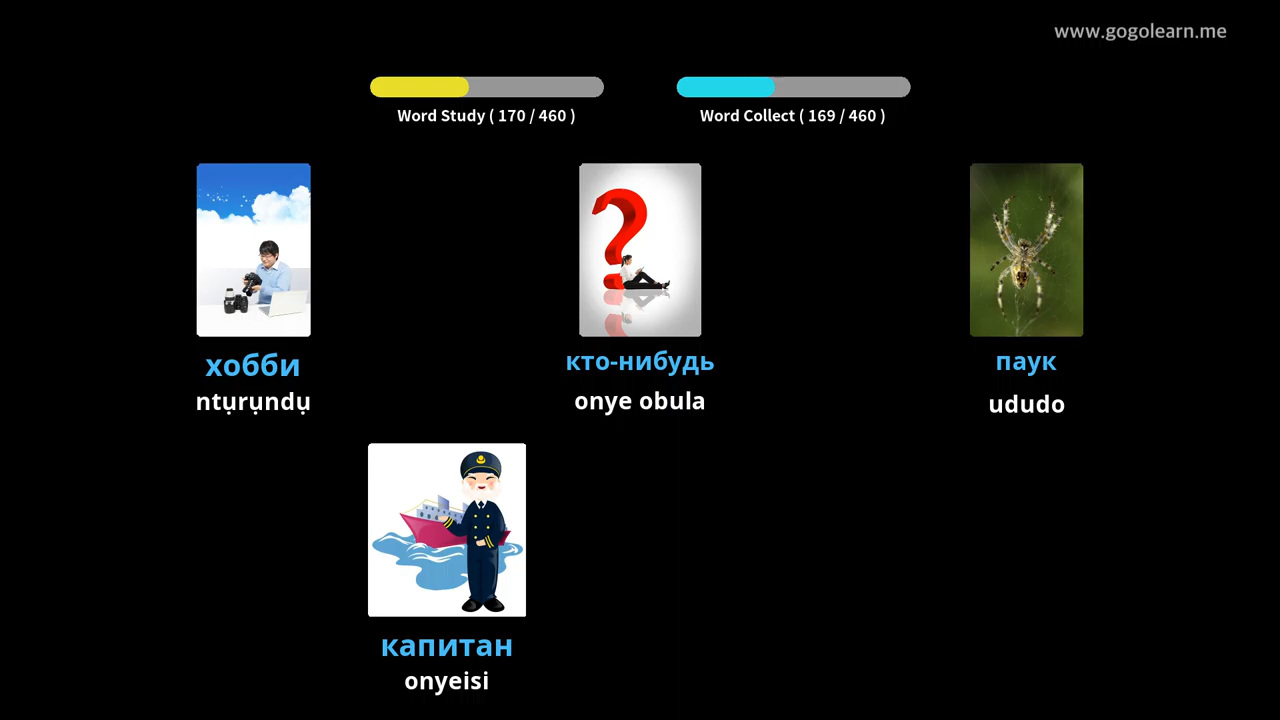 www.gogolearn.me
Word Study ( 170 / 460 )
Word Collect ( 169 / 460 )
хобби
ntụrụndụ
кто-нибудь
onye obula
паук
ududo
капитан
onyeisi